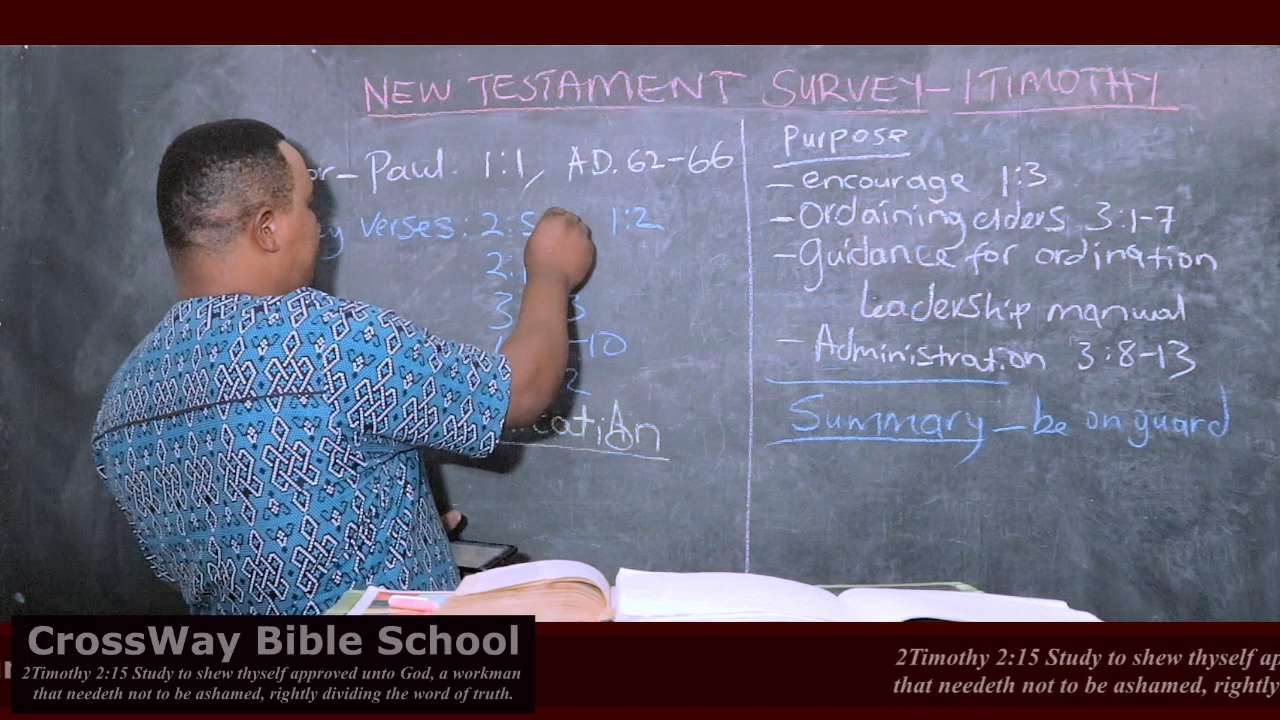 NEW TESTAMENT SURVEY - 1 TIMOTHY
or - Paul. 1:1, AD. 62-66
y verses: 2:5 1:2
2:
3 3
-10
2
cation
Purpose
- encourage 1:3
- Ordaining elders 3:1-7
- Guidance for ordination
Leadership manual
- Administration 3:8-13
Summary - be on guard
CrossWay Bible School
2Timothy 2:15 Study to shew thyself approved unto God, a workman
that needeth not to be ashamed, rightly dividing the word of truth.
2Timothy 2:15 Study to shew thyself ap
that needeth not to be ashamed, rightly